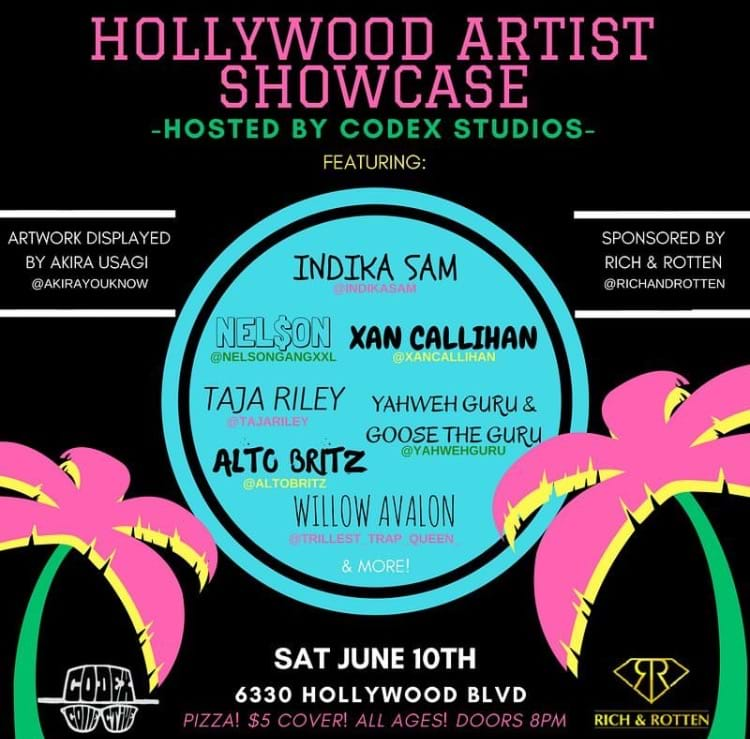 HOLLYWOOD ARTIST
SHOWCASE
-HOSTED BY CODEX STUDIOS-
FEATURING:
ARTWORK DISPLAYED
BY AKIRA USAGI
@AKIRAYOUKNOW
SPONSORED BY
RICH & ROTTEN
@RICHANDROTTEN
INDIKA SAM
@INDIKASAM
NEL$ON
@NELSONGANGXXL
XAN CALLIHAN
@XANCALLIHAN
TAJA RILEY
@TAJARILEY
YAHWEH GURU &
GOOSE THE GURU
@YAHWEHGURU
ALTO BRITZ
@ALTOBRITZ
WILLOW AVALON
@TRILLEST_TRAP_QUEEN
& MORE!
SAT JUNE 10TH
6330 HOLLYWOOD BLVD
PIZZA! $5 COVER! ALL AGES! DOORS 8PM
CODEX
COLLECTIVE
RR
RICH & ROTTEN